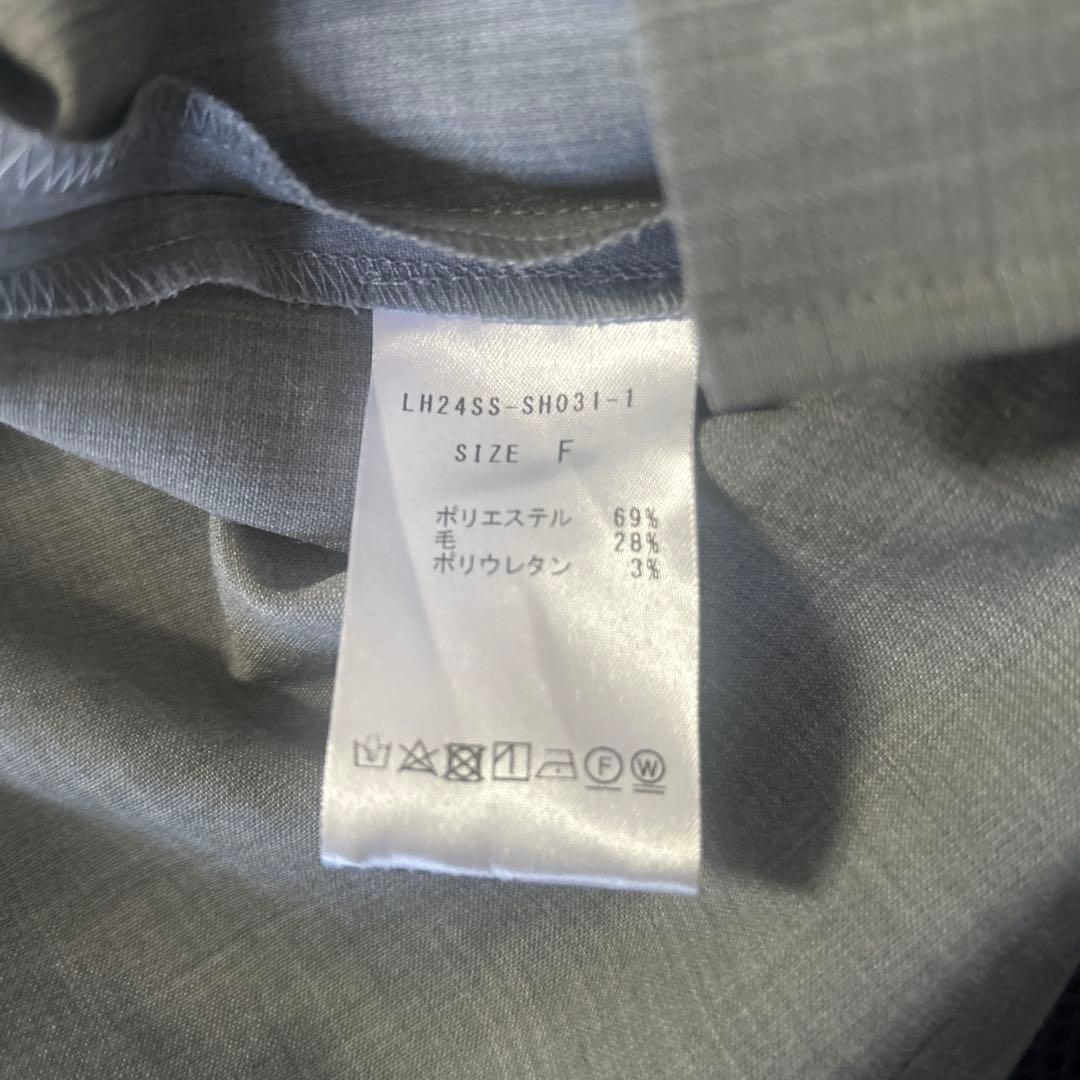 LH24SS-SH031-1
SIZE F
ポリエステル 69%
毛 28%
ポリウレタン 3%
F W